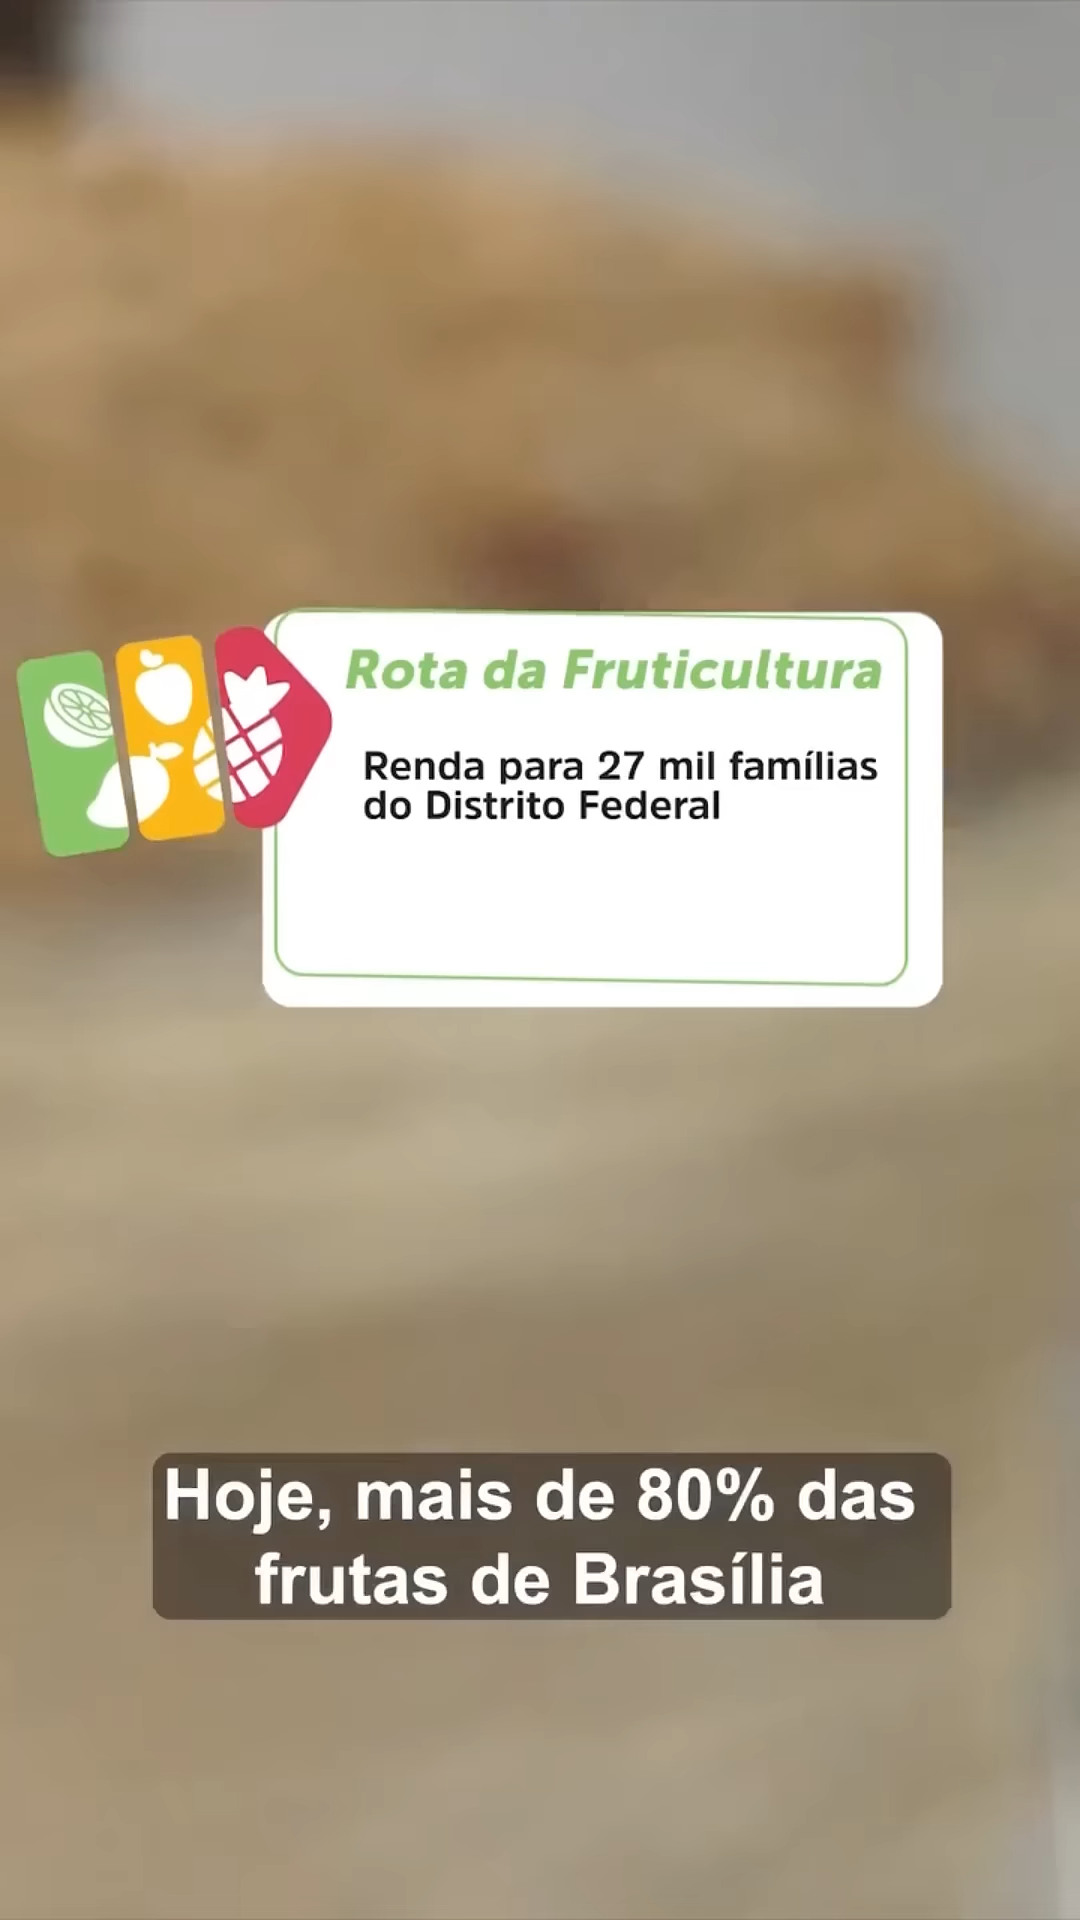 Rota da Fruticultura
Renda para 27 mil famílias
do Distrito Federal
Hoje, mais de 80% das
frutas de Brasília